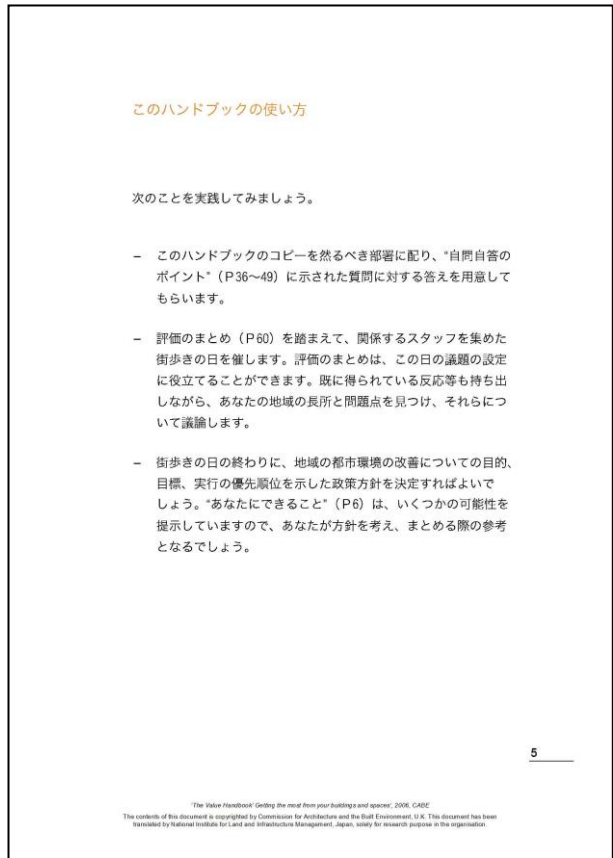 このハンドブックの使い方
次のことを実践してみましょう。
– このハンドブックのコピーを然るべき部署に配り、“自問自答の
ポイント”（P36〜49）に示された質問に対する答えを用意して
もらいます。
– 評価のまとめ（P60）を踏まえて、関係するスタッフを集めた
街歩きの日を催します。評価のまとめは、この日の議題の設定
に役立てることができます。既に得られている反応等も持ち出
しながら、あなたの地域の長所と問題点を見つけ、それらにつ
いて議論します。
– 街歩きの日の終わりに、地域の都市環境の改善についての目的、
目標、実行の優先順位を示した政策方針を決定すればよいで
しょう。“あなたにできること”（P6）は、いくつかの可能性を
提示していますので、あなたが方針を考え、まとめる際の参考
となるでしょう。
5
'The Value Handbook' Getting the most from your buildings and spaces', 2006, CABE
The contents of this document is copyrighted by Commission for Architecture and the Built Environment, U.K. This document has been
translated by National Institute for Land and Infrastructure Management, Japan, solely for research purpose in the organisation.